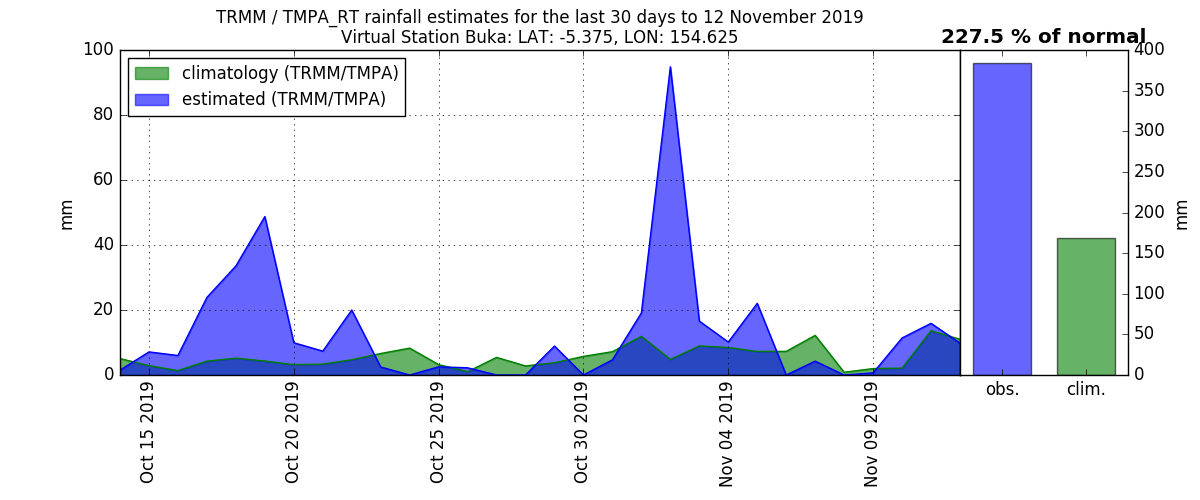 TRMM / TMPA_RT rainfall estimates for the last 30 days to 12 November 2019
Virtual Station Buka: LAT: -5.375, LON: 154.625
227.5 % of normal
climatology (TRMM/TMPA)
estimated (TRMM/TMPA)
100
80
60
40
20
0
mm
Oct 15 2019
Oct 20 2019
Oct 25 2019
Oct 30 2019
Nov 04 2019
Nov 09 2019
400
350
300
250
200
150
100
50
0
mm
obs.
clim.